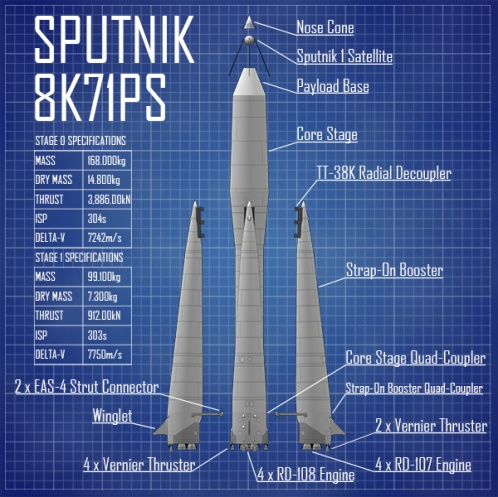 SPUTNIK
8K71PS
STAGE 0 SPECIFICATIONS
MASS 168.000kg
DRY MASS 14.800kg
THRUST 3,886.00kN
ISP 304s
DELTA-V 7242m/s
STAGE 1 SPECIFICATIONS
MASS 99.100kg
DRY MASS 7.300kg
THRUST 912.00kN
ISP 303s
DELTA-V 7750m/s
Nose Cone
Sputnik 1 Satellite
Payload Base
Core Stage
TT-38K Radial Decoupler
Strap-On Booster
Core Stage Quad-Coupler
2 x EAS-4 Strut Connector
Strap-On Booster Quad-Coupler
Winglet
2 x Vernier Thruster
4 x Vernier Thruster
4 x RD-108 Engine
4 x RD-107 Engine